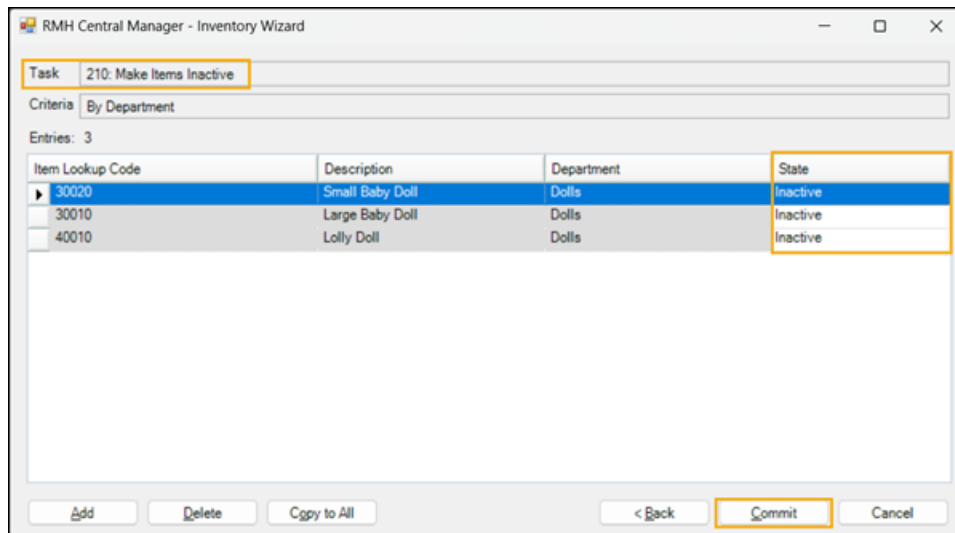 RMH Central Manager - Inventory Wizard
Task 210: Make Items Inactive
Criteria By Department
Entries: 3
Item Lookup Code Description Department State
30020 Small Baby Doll Dolls Inactive
30010 Large Baby Doll Dolls Inactive
40010 Lolly Doll Dolls Inactive
Add Delete Copy to All < Back Commit Cancel